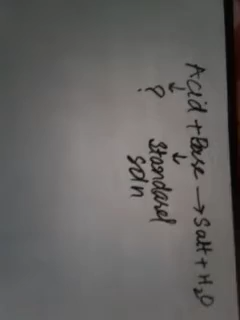 Acid + Base → Salt + H₂O
↓ ↓
? Standard
Soln